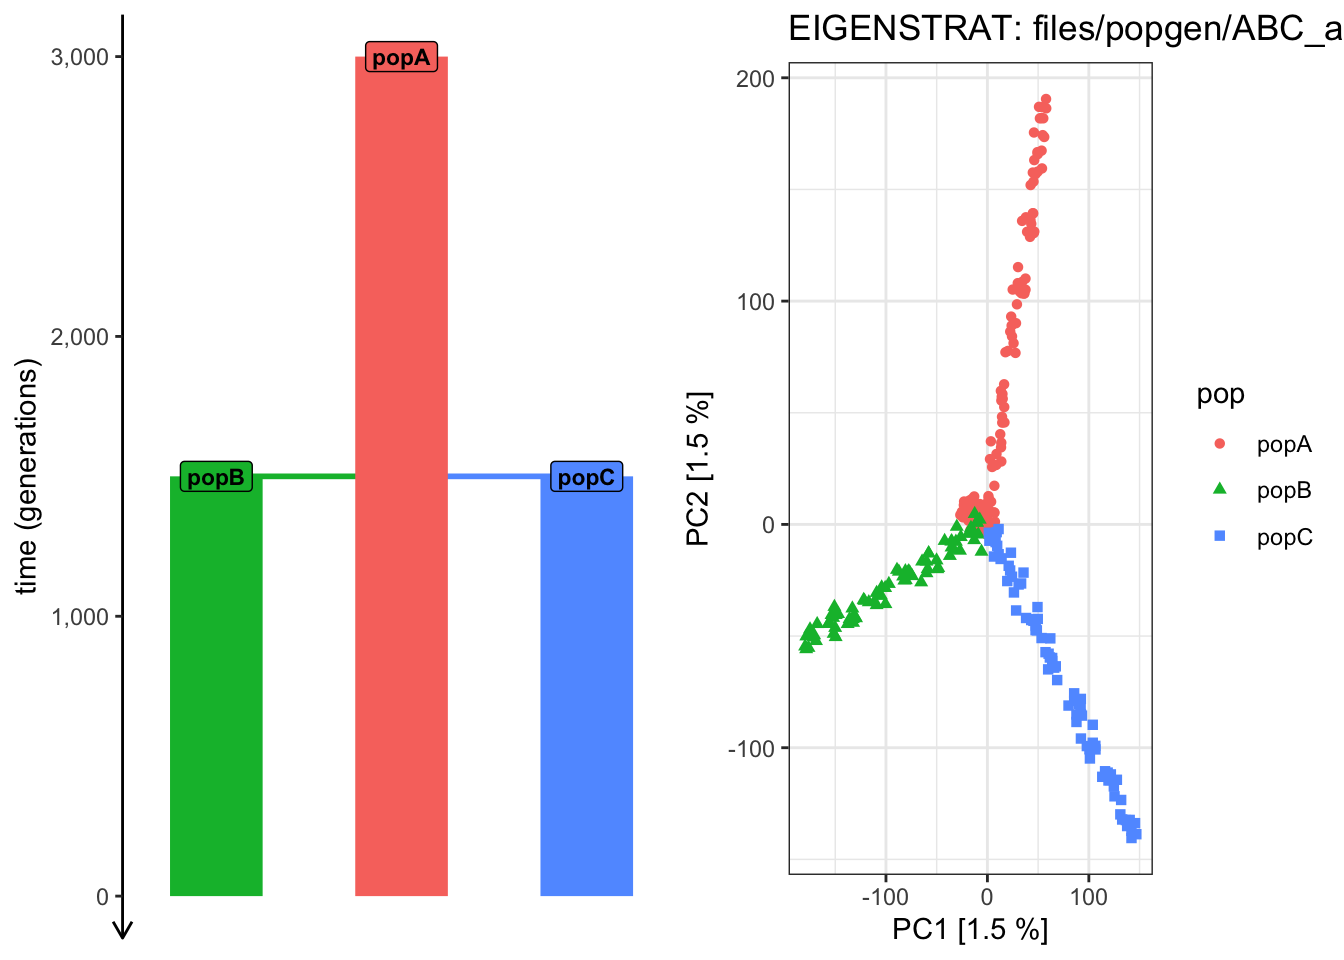 time (generations)
3,000
2,000
1,000
0
popA
popB
popC
EIGENSTRAT: files/popgen/ABC_a
PC2 [1.5 %]
200
100
0
-100
-100
0
100
PC1 [1.5 %]
pop
popA
popB
popC